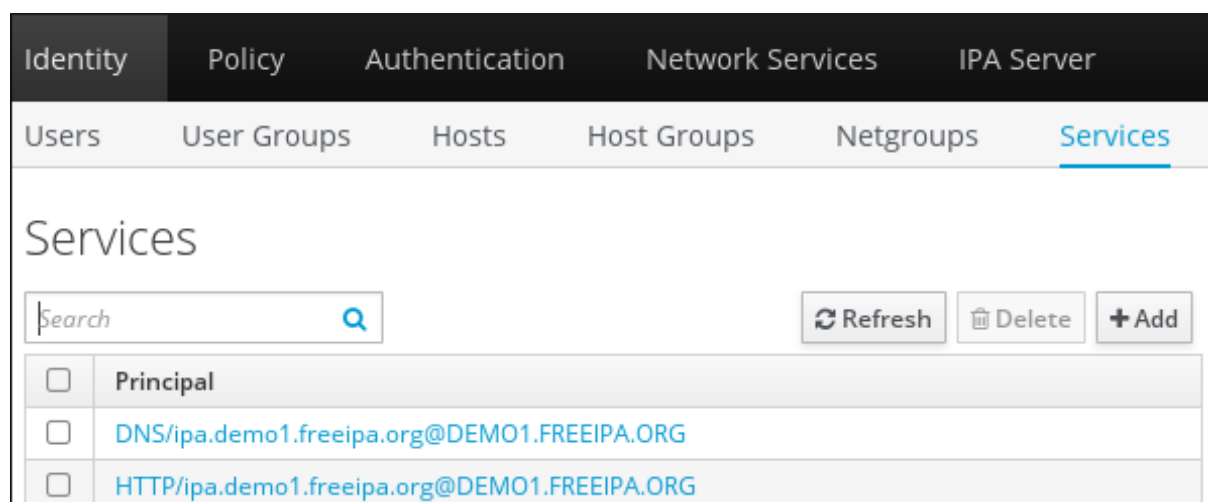 Identity Policy Authentication Network Services IPA Server
Users User Groups Hosts Host Groups Netgroups Services
Services
Search Refresh Delete Add
Principal
DNS/ipa.demo1.freeipa.org@DEMO1.FREEIPA.ORG
HTTP/ipa.demo1.freeipa.org@DEMO1.FREEIPA.ORG